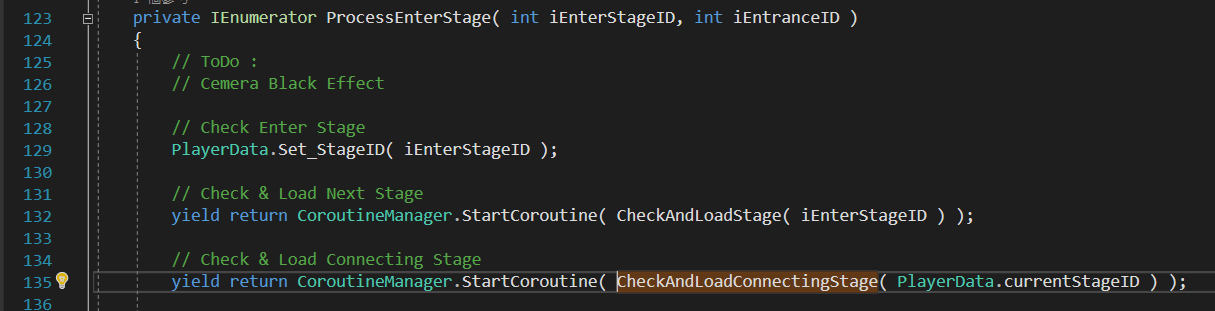 123 private IEnumerator ProcessEnterStage( int iEnterStageID, int iEntranceID )
124 {
125 // ToDo :
126 // Cemera Black Effect
127
128 // Check Enter Stage
129 PlayerData.Set_StageID( iEnterStageID );
130
131 // Check & Load Next Stage
132 yield return CoroutineManager.StartCoroutine( CheckAndLoadStage( iEnterStageID ) );
133
134 // Check & Load Connecting Stage
135 yield return CoroutineManager.StartCoroutine( CheckAndLoadConnectingStage( PlayerData.currentStageID ) );
136